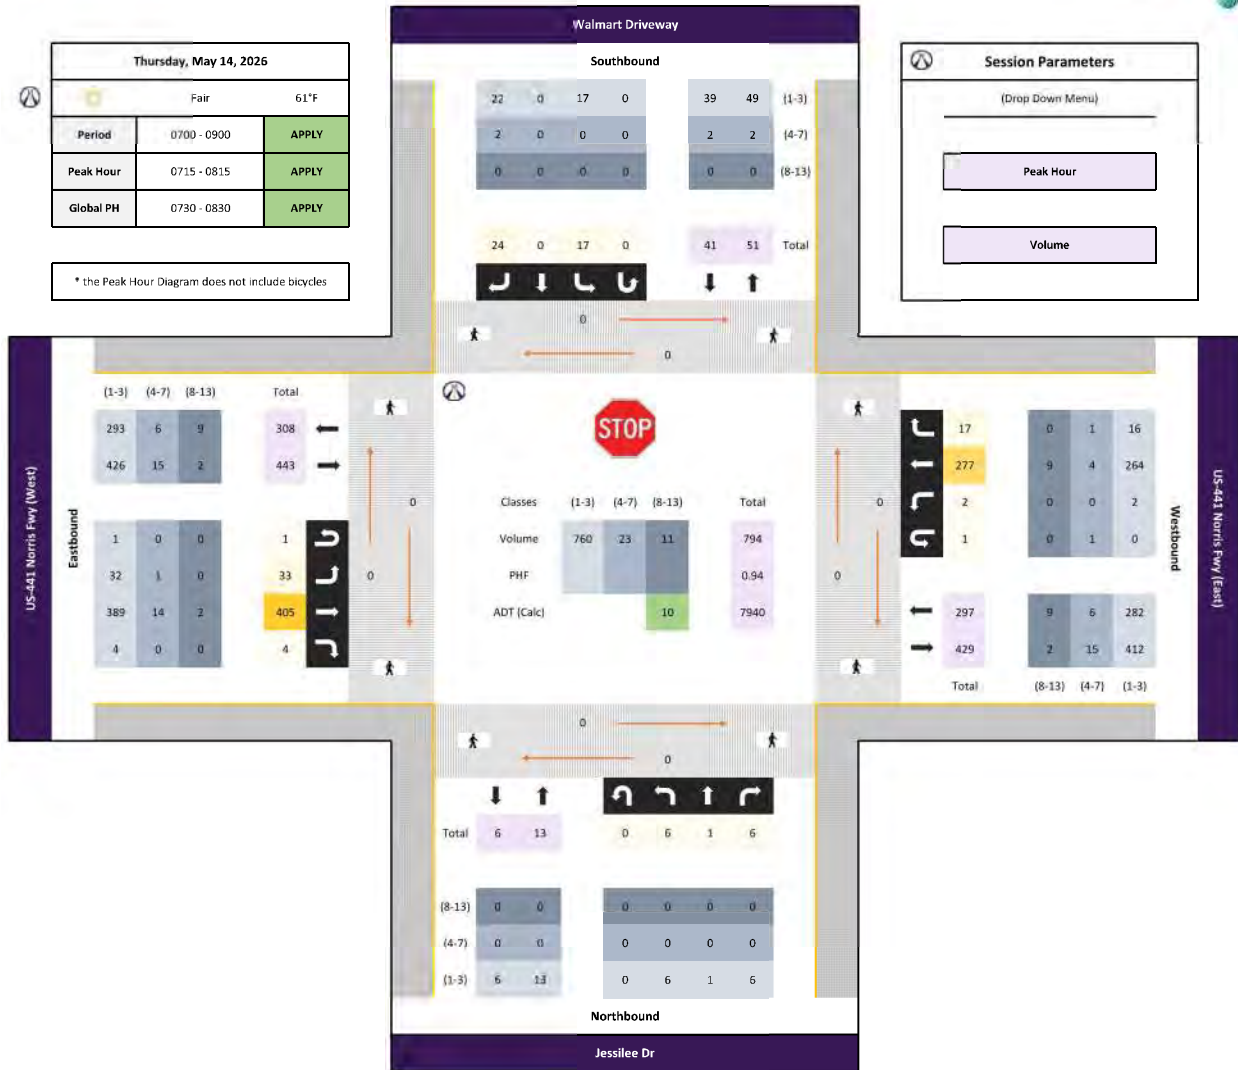 Walmart Driveway
Southbound
Thursday, May 14, 2026
Fair 61°F
Period 0700 - 0900 APPLY
Peak Hour 0715 - 0815 APPLY
Global PH 0730 - 0830 APPLY
* the Peak Hour Diagram does not include bicycles
Session Parameters
(Drop Down Menu)
Peak Hour
Volume
22 0 17 0 39 49 (1-3)
2 0 0 0 2 2 (4-7)
0 0 0 0 0 0 (8-13)
24 0 17 0 41 51 Total
0
0
US-441 Norris Fwy (West)
Eastbound
(1-3) (4-7) (8-13) Total
293 6 9 308
426 15 2 443
1 0 0 1
32 1 0 33
389 14 2 405
4 0 0 4
0
0
STOP
Classes (1-3) (4-7) (8-13) Total
Volume 760 23 11 794
PHF 0.94
ADT (Calc) 10 7940
0
0
17 0 1 16
277 9 4 264
2 0 0 2
1 0 1 0
297 9 6 282
429 2 15 412
Total (8-13) (4-7) (1-3)
Westbound
US-441 Norris Fwy (East)
0
0
Total 6 13 0 6 1 6
(8-13) 0 0 0 0 0 0
(4-7) 0 0 0 0 0 0
(1-3) 6 13 0 6 1 6
Northbound
Jessilee Dr